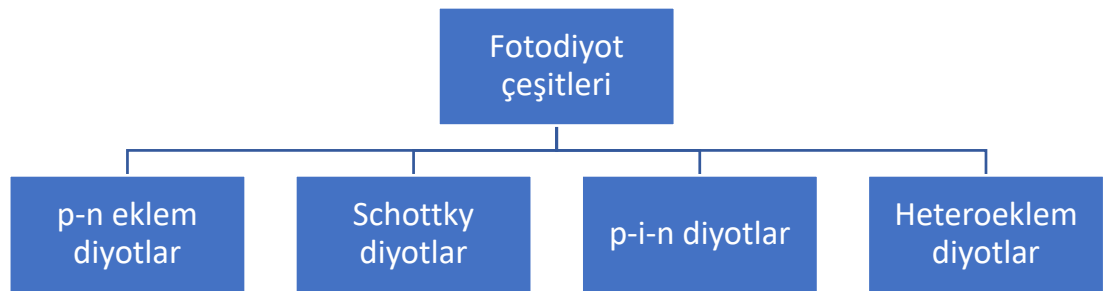 Fotodiyot
çeşitleri
p-n eklem
diyotlar
Schottky
diyotlar
p-i-n diyotlar
Heteroeklem
diyotlar